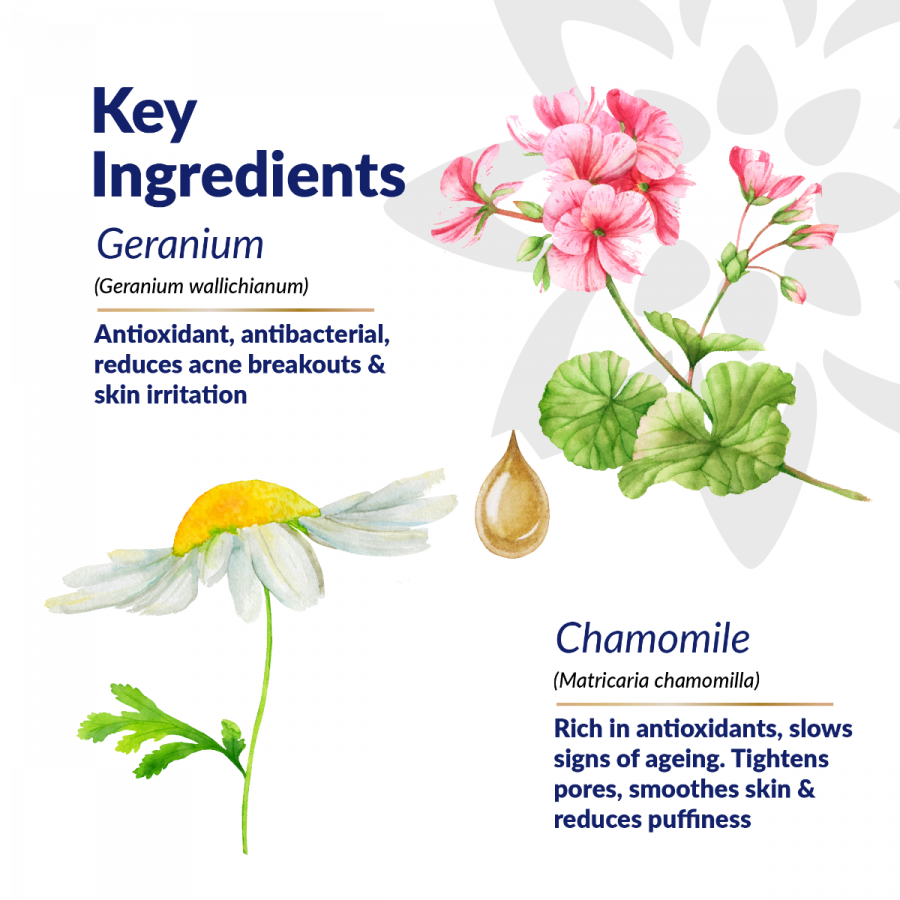 Key
Ingredients
Geranium
(Geranium wallichianum)
Antioxidant, antibacterial,
reduces acne breakouts &
skin irritation
Chamomile
(Matricaria chamomilla)
Rich in antioxidants, slows
signs of ageing. Tightens
pores, smoothes skin &
reduces puffiness